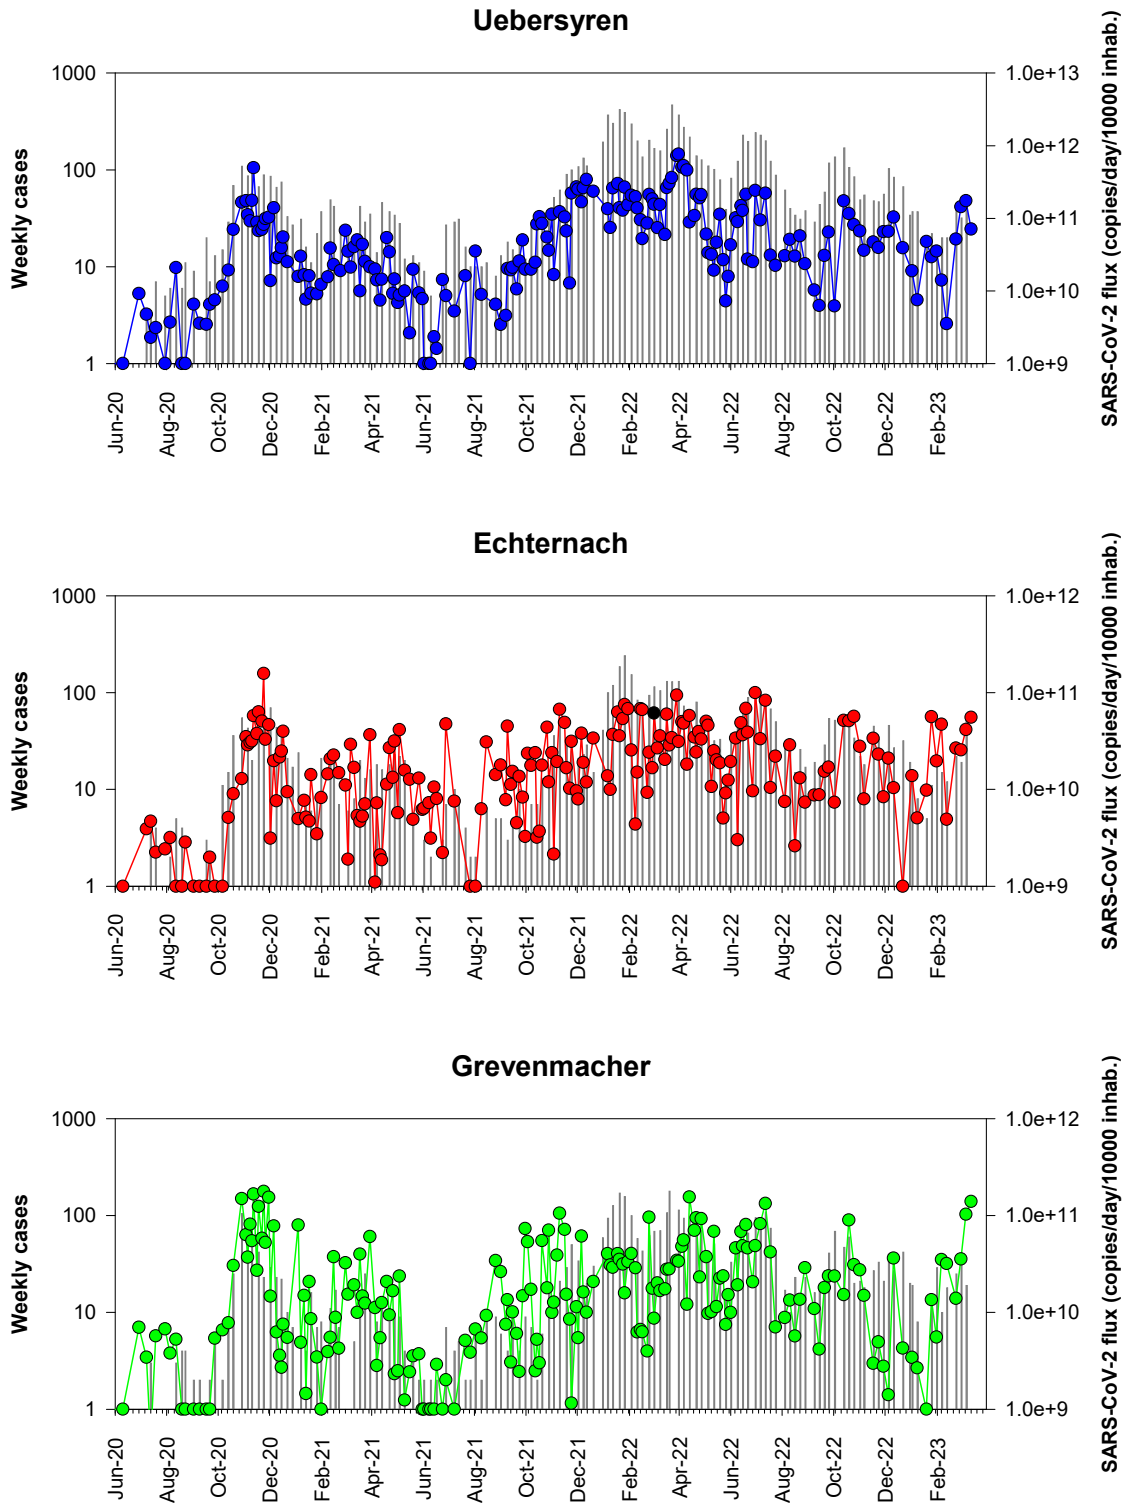 Uebersyren
Weekly cases
SARS-CoV-2 flux (copies/day/10000 inhab.)
1000
100
10
1
1.0e+13
1.0e+12
1.0e+11
1.0e+10
1.0e+9
Jun-20
Aug-20
Oct-20
Dec-20
Feb-21
Apr-21
Jun-21
Aug-21
Oct-21
Dec-21
Feb-22
Apr-22
Jun-22
Aug-22
Oct-22
Dec-22
Feb-23
Echternach
Weekly cases
SARS-CoV-2 flux (copies/day/10000 inhab.)
1000
100
10
1
1.0e+12
1.0e+11
1.0e+10
1.0e+9
Jun-20
Aug-20
Oct-20
Dec-20
Feb-21
Apr-21
Jun-21
Aug-21
Oct-21
Dec-21
Feb-22
Apr-22
Jun-22
Aug-22
Oct-22
Dec-22
Feb-23
Grevenmacher
Weekly cases
SARS-CoV-2 flux (copies/day/10000 inhab.)
1000
100
10
1
1.0e+12
1.0e+11
1.0e+10
1.0e+9
Jun-20
Aug-20
Oct-20
Dec-20
Feb-21
Apr-21
Jun-21
Aug-21
Oct-21
Dec-21
Feb-22
Apr-22
Jun-22
Aug-22
Oct-22
Dec-22
Feb-23